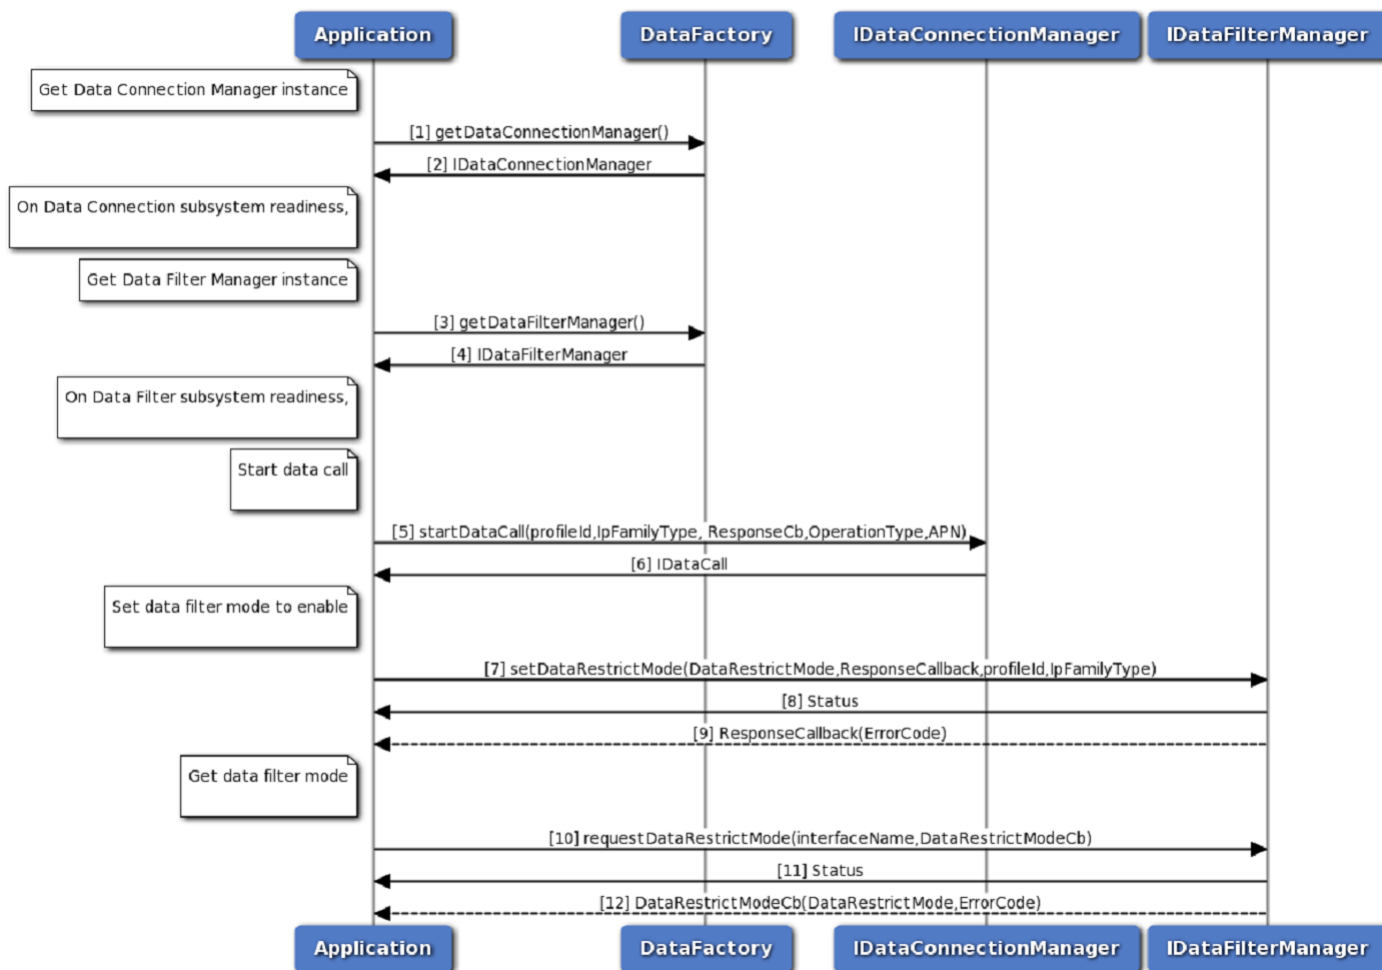 Application
DataFactory
IDataConnectionManager
IDataFilterManager
Get Data Connection Manager instance
[1] getDataConnectionManager()
[2] IDataConnectionManager
On Data Connection subsystem readiness,
Get Data Filter Manager instance
[3] getDataFilterManager()
[4] IDataFilterManager
On Data Filter subsystem readiness,
Start data call
[5] startDataCall(profileId,IpFamilyType, ResponseCb,OperationType,APN)
[6] IDataCall
Set data filter mode to enable
[7] setDataRestrictMode(DataRestrictMode,ResponseCallback,profileId,IpFamilyType)
[8] Status
[9] ResponseCallback(ErrorCode)
Get data filter mode
[10] requestDataRestrictMode(interfaceName,DataRestrictModeCb)
[11] Status
[12] DataRestrictModeCb(DataRestrictMode,ErrorCode)
Application
DataFactory
IDataConnectionManager
IDataFilterManager